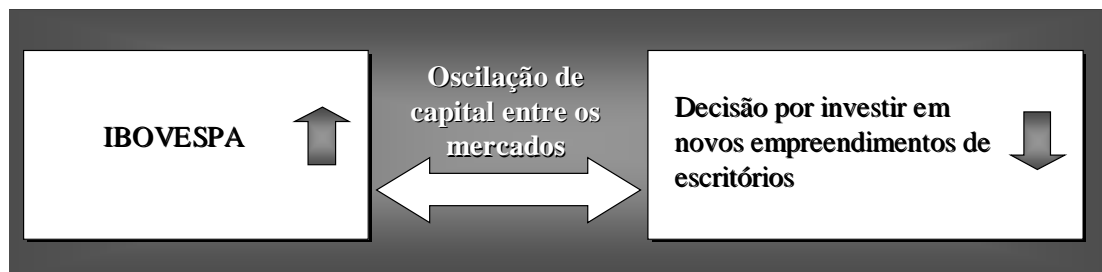 IBOVESPA
Oscilação de
capital entre os
mercados
Decisão por investir em
novos empreendimentos de
escritórios